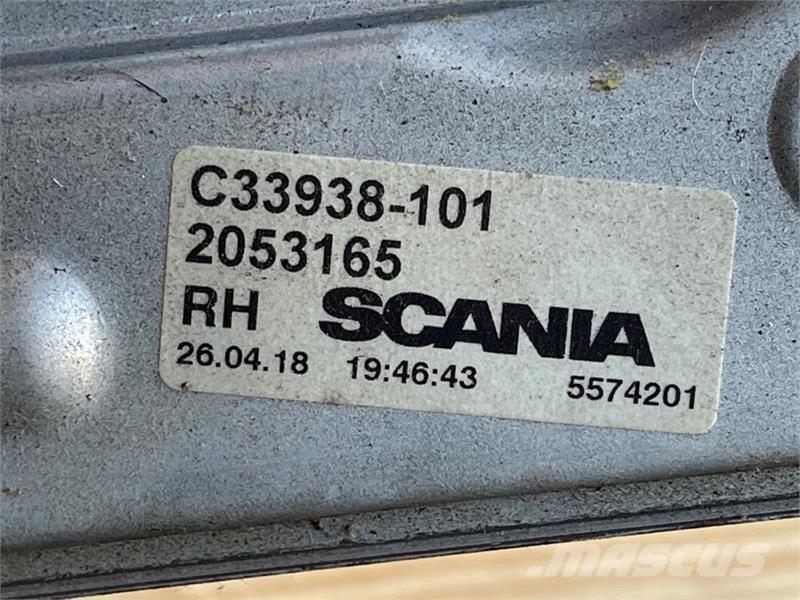 C33938-101
2053165
RH SCANIA
26.04.18 19:46:43 5574201
MASCUS